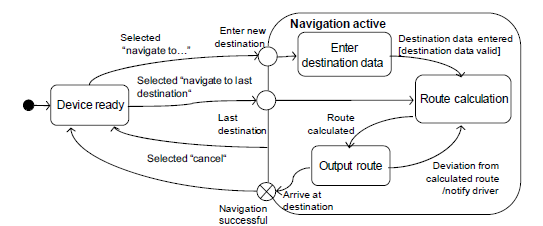 Navigation active
Selected
"navigate to…"
Enter new
destination
Enter
destination data
Destination data entered
[destination data valid]
Selected "navigate to last
destination"
Device ready
Route calculation
Last
destination
Route
calculated
Selected "cancel"
Output route
Deviation from
calculated route
/notify driver
Arrive at
destination
Navigation
successful